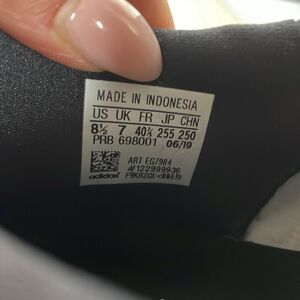 MADE IN INDONESIA
US UK FR JP CHN
8½ 7 40⅔ 255 250
PRB 698001 06/19
ART EG7984
#122999936
adidas